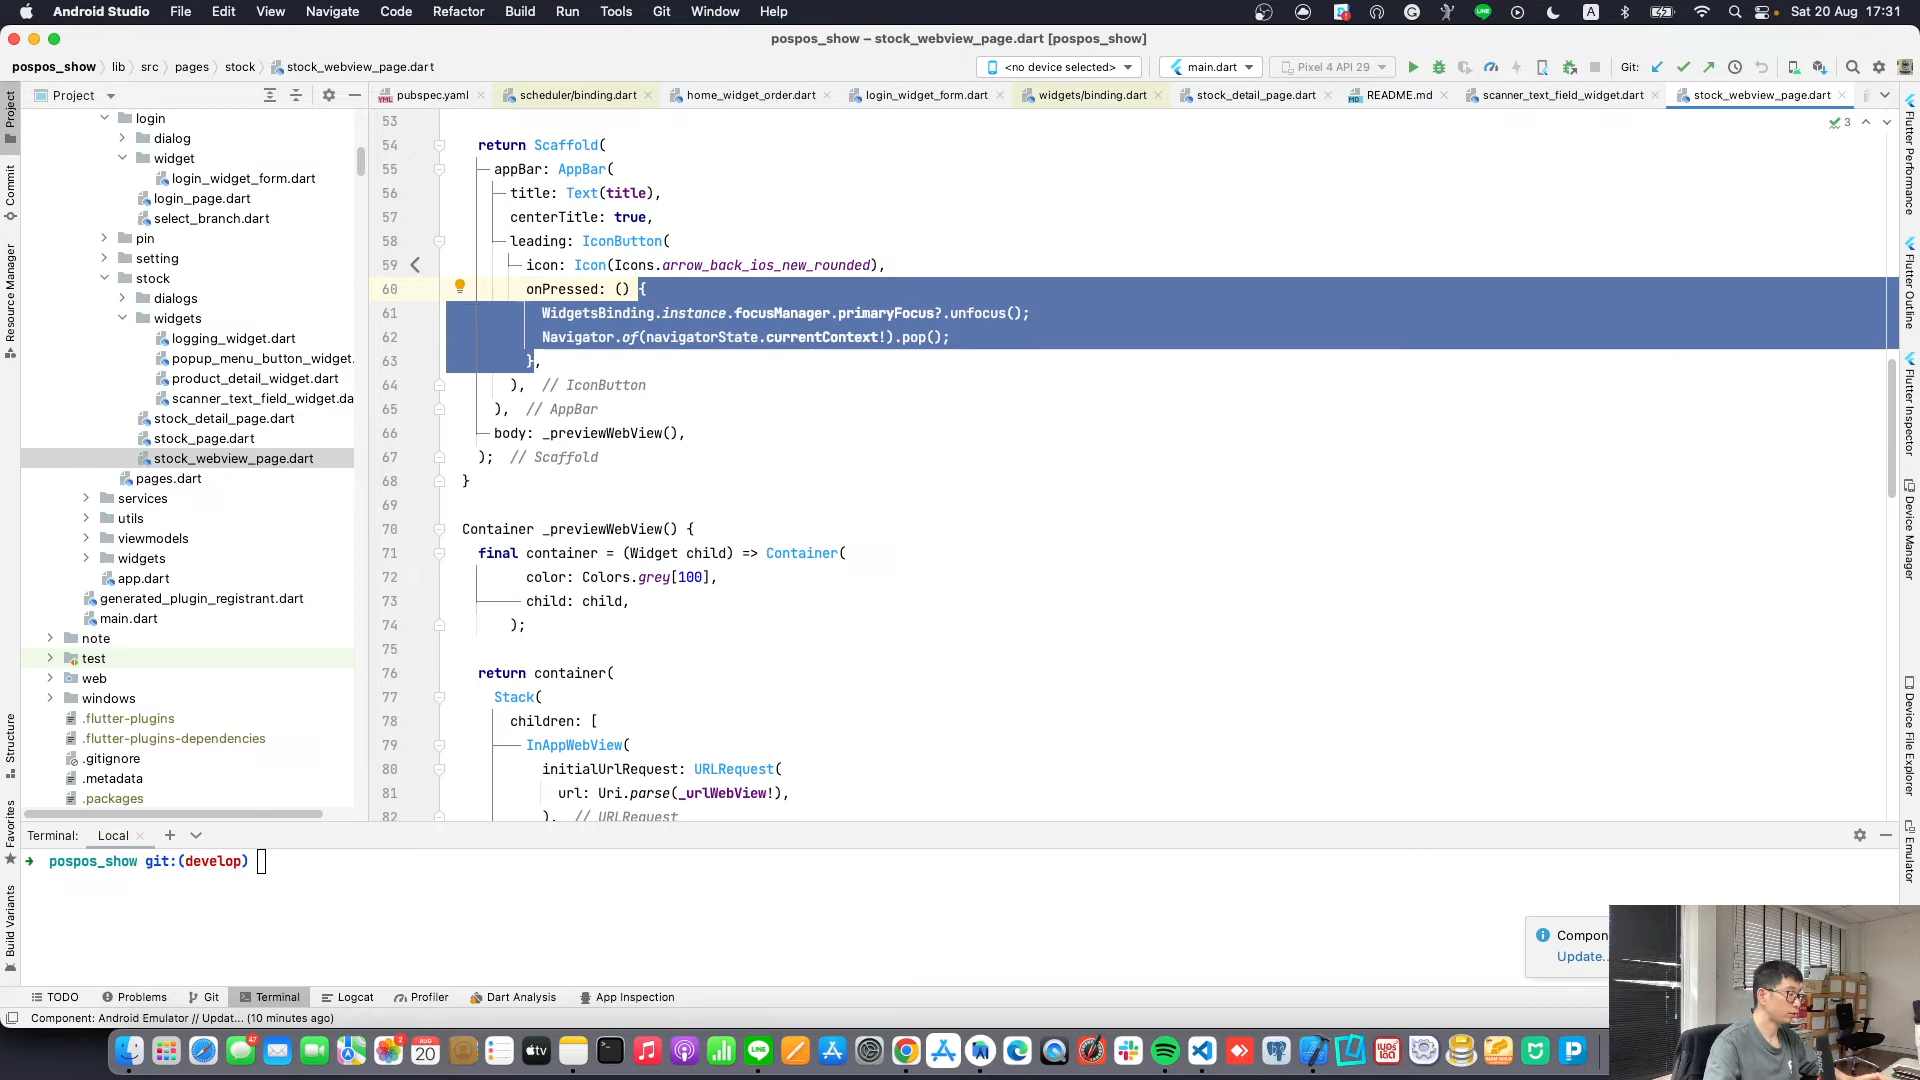 Android Studio File Edit View Navigate Code Refactor Build Run Tools Git Window Help A Sat 20 Aug 17:31
pospos_show – stock_webview_page.dart [pospos_show]
pospos_show lib src pages stock stock_webview_page.dart <no device selected> main.dart Pixel 4 API 29 Git:
Project pubspec.yaml scheduler/binding.dart home_widget_order.dart login_widget_form.dart widgets/binding.dart stock_detail_page.dart README.md scanner_text_field_widget.dart stock_webview_page.dart
Project
Commit
Resource Manager
Structure
Favorites
Build Variants
login
dialog
widget
login_widget_form.dart
login_page.dart
select_branch.dart
pin
setting
stock
dialogs
widgets
logging_widget.dart
popup_menu_button_widget.
product_detail_widget.dart
scanner_text_field_widget.da
stock_detail_page.dart
stock_page.dart
stock_webview_page.dart
pages.dart
services
utils
viewmodels
widgets
app.dart
generated_plugin_registrant.dart
main.dart
note
test
web
windows
.flutter-plugins
.flutter-plugins-dependencies
.gitignore
.metadata
.packages
3
53
54 return Scaffold(
55 appBar: AppBar(
56 title: Text(title),
57 centerTitle: true,
58 leading: IconButton(
59 icon: Icon(Icons.arrow_back_ios_new_rounded),
60 onPressed: () {
61 WidgetsBinding.instance.focusManager.primaryFocus?.unfocus();
62 Navigator.of(navigatorState.currentContext!).pop();
63 },
64 ), // IconButton
65 ), // AppBar
66 body: _previewWebView(),
67 ); // Scaffold
68 }
69
70 Container _previewWebView() {
71 final container = (Widget child) => Container(
72 color: Colors.grey[100],
73 child: child,
74 );
75
76 return container(
77 Stack(
78 children: [
79 InAppWebView(
80 initialUrlRequest: URLRequest(
81 url: Uri.parse(_urlWebView!),
82 ), // URLRequest
Flutter Performance
Flutter Outline
Flutter Inspector
Device Manager
Device File Explorer
Emulator
Terminal: Local
pospos_show git:(develop)
Compon
Update..
TODO Problems Git Terminal Logcat Profiler Dart Analysis App Inspection
Component: Android Emulator // Updat... (10 minutes ago)
47
2
AUG
20
tv
LINE